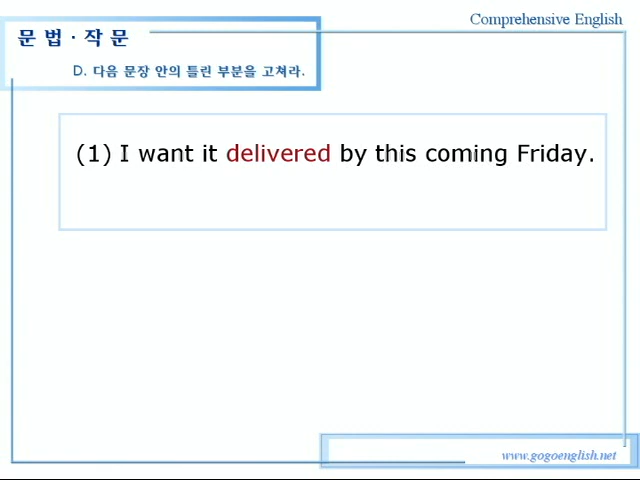 Comprehensive English
문 법 · 작 문
D. 다음 문장 안의 틀린 부분을 고쳐라.
(1) I want it delivered by this coming Friday.
www.gogoenglish.net